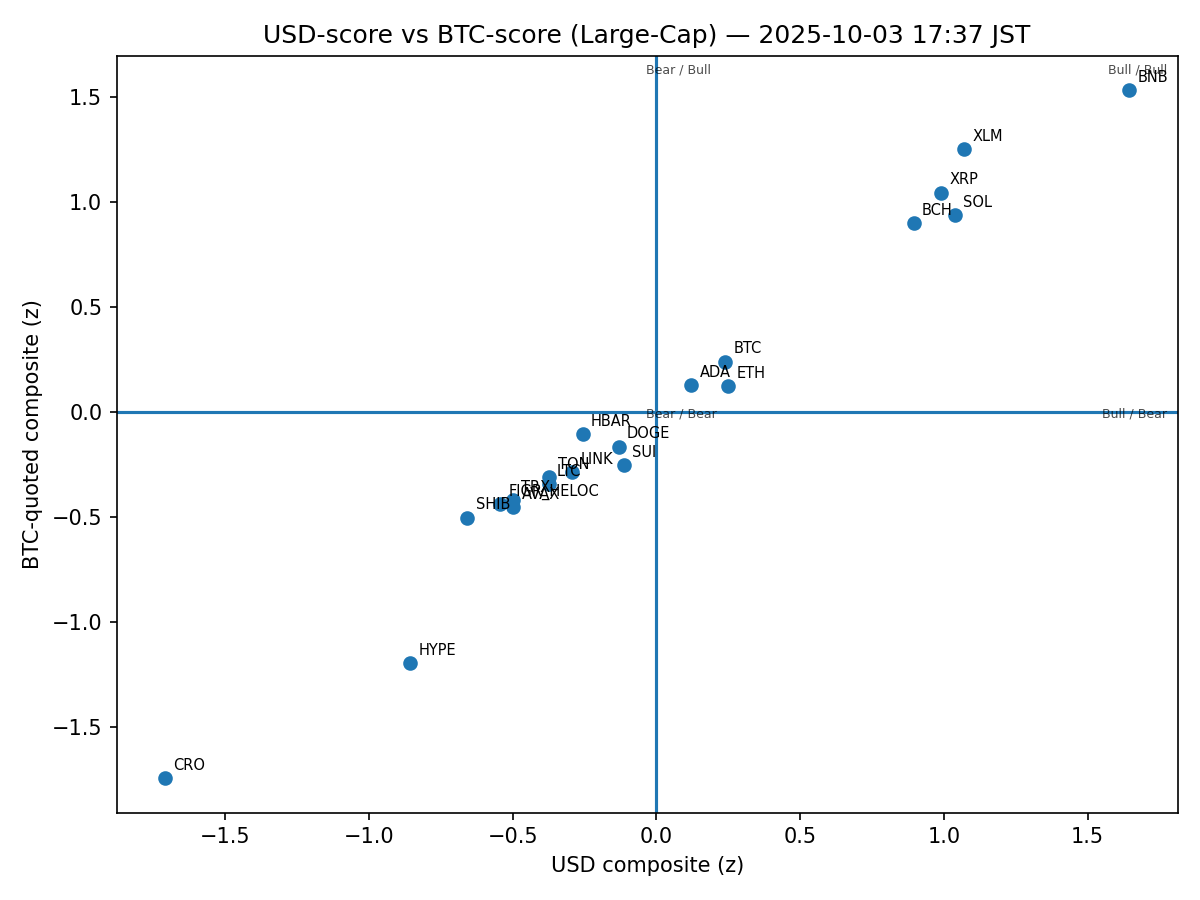 USD-score vs BTC-score (Large-Cap) — 2025-10-03 17:37 JST
Bear / Bull
Bull / Bull
BNB
1.5
XLM
XRP
1.0
SOL
BCH
0.5
BTC
ADA
ETH
0.0
Bear / Bear
Bull / Bear
HBAR
DOGE
SUI
LINK
TON
LTC
TRX
AVAX
SHIB
−0.5
−1.0
HYPE
−1.5
CRO
−1.5
−1.0
−0.5
0.0
0.5
1.0
1.5
USD composite (z)
BTC-quoted composite (z)